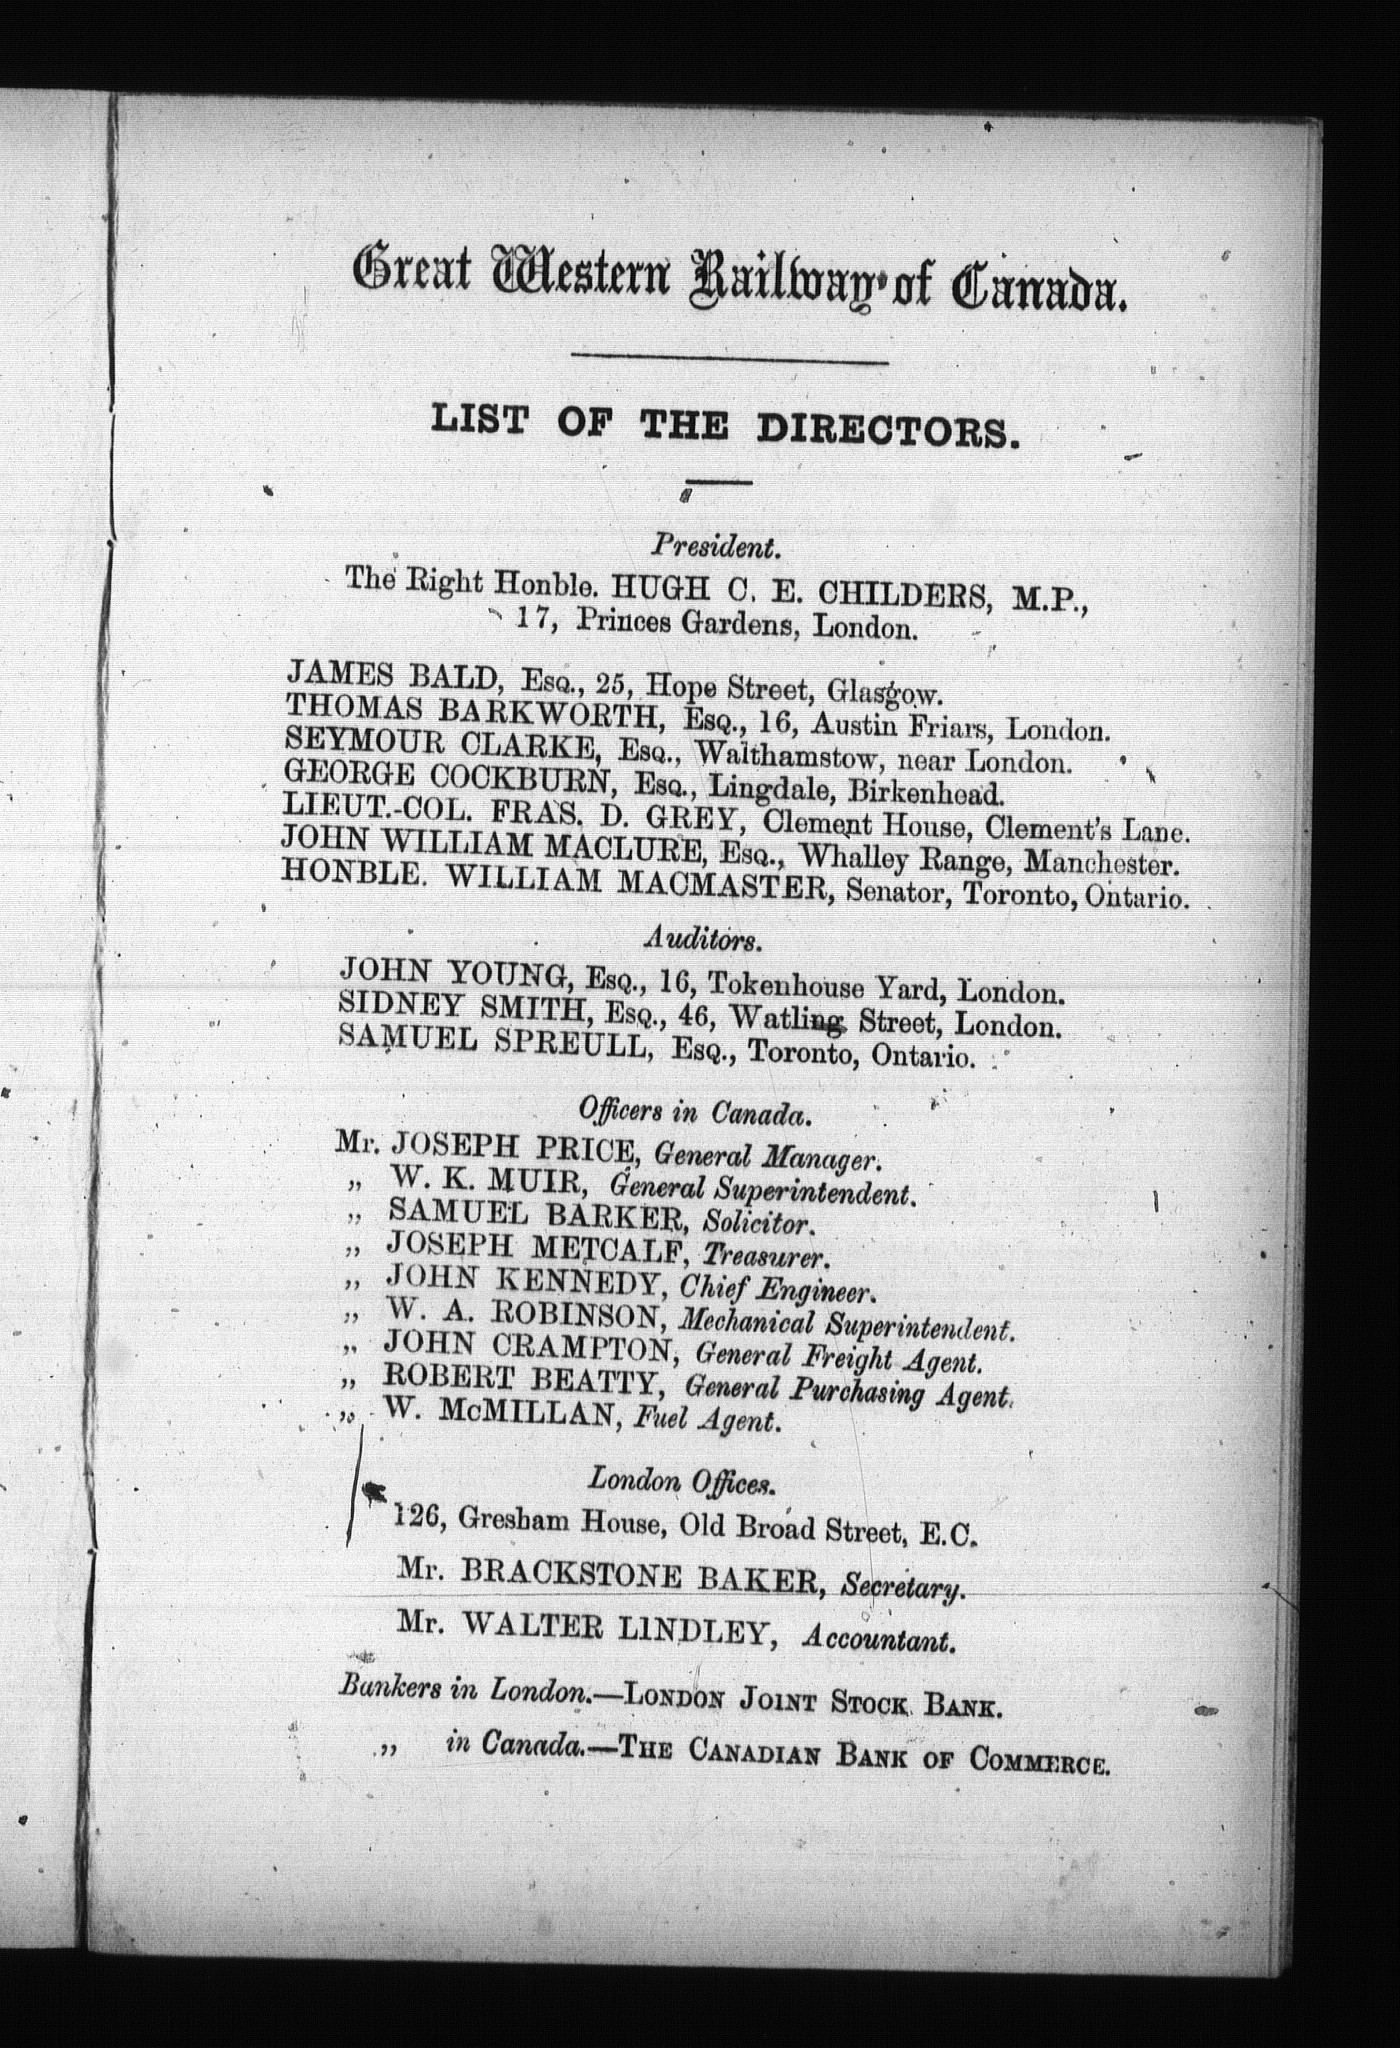 Great Western Railway of Canada.
LIST OF THE DIRECTORS.
President.
The Right Honble. HUGH C. E. CHILDERS, M.P.,
17, Princes Gardens, London.
JAMES BALD, Esq., 25, Hope Street, Glasgow.
THOMAS BARKWORTH, Esq., 16, Austin Friars, London.
SEYMOUR CLARKE, Esq., Walthamstow, near London.
GEORGE COCKBURN, Esq., Lingdale, Birkenhead.
LIEUT.-COL. FRAS. D. GREY, Clement House, Clement's Lane.
JOHN WILLIAM MACLURE, Esq., Whalley Range, Manchester.
HONBLE. WILLIAM MACMASTER, Senator, Toronto, Ontario.
Auditors.
JOHN YOUNG, Esq., 16, Tokenhouse Yard, London.
SIDNEY SMITH, Esq., 46, Watling Street, London.
SAMUEL SPREULL, Esq., Toronto, Ontario.
Officers in Canada.
Mr. JOSEPH PRICE, General Manager.
„ W. K. MUIR, General Superintendent.
„ SAMUEL BARKER, Solicitor.
„ JOSEPH METCALF, Treasurer.
„ JOHN KENNEDY, Chief Engineer.
„ W. A. ROBINSON, Mechanical Superintendent.
„ JOHN CRAMPTON, General Freight Agent.
„ ROBERT BEATTY, General Purchasing Agent.
„ W. McMILLAN, Fuel Agent.
London Offices.
126, Gresham House, Old Broad Street, E.C.
Mr. BRACKSTONE BAKER, Secretary.
Mr. WALTER LINDLEY, Accountant.
Bankers in London.—LONDON JOINT STOCK BANK.
„ in Canada.—THE CANADIAN BANK OF COMMERCE.